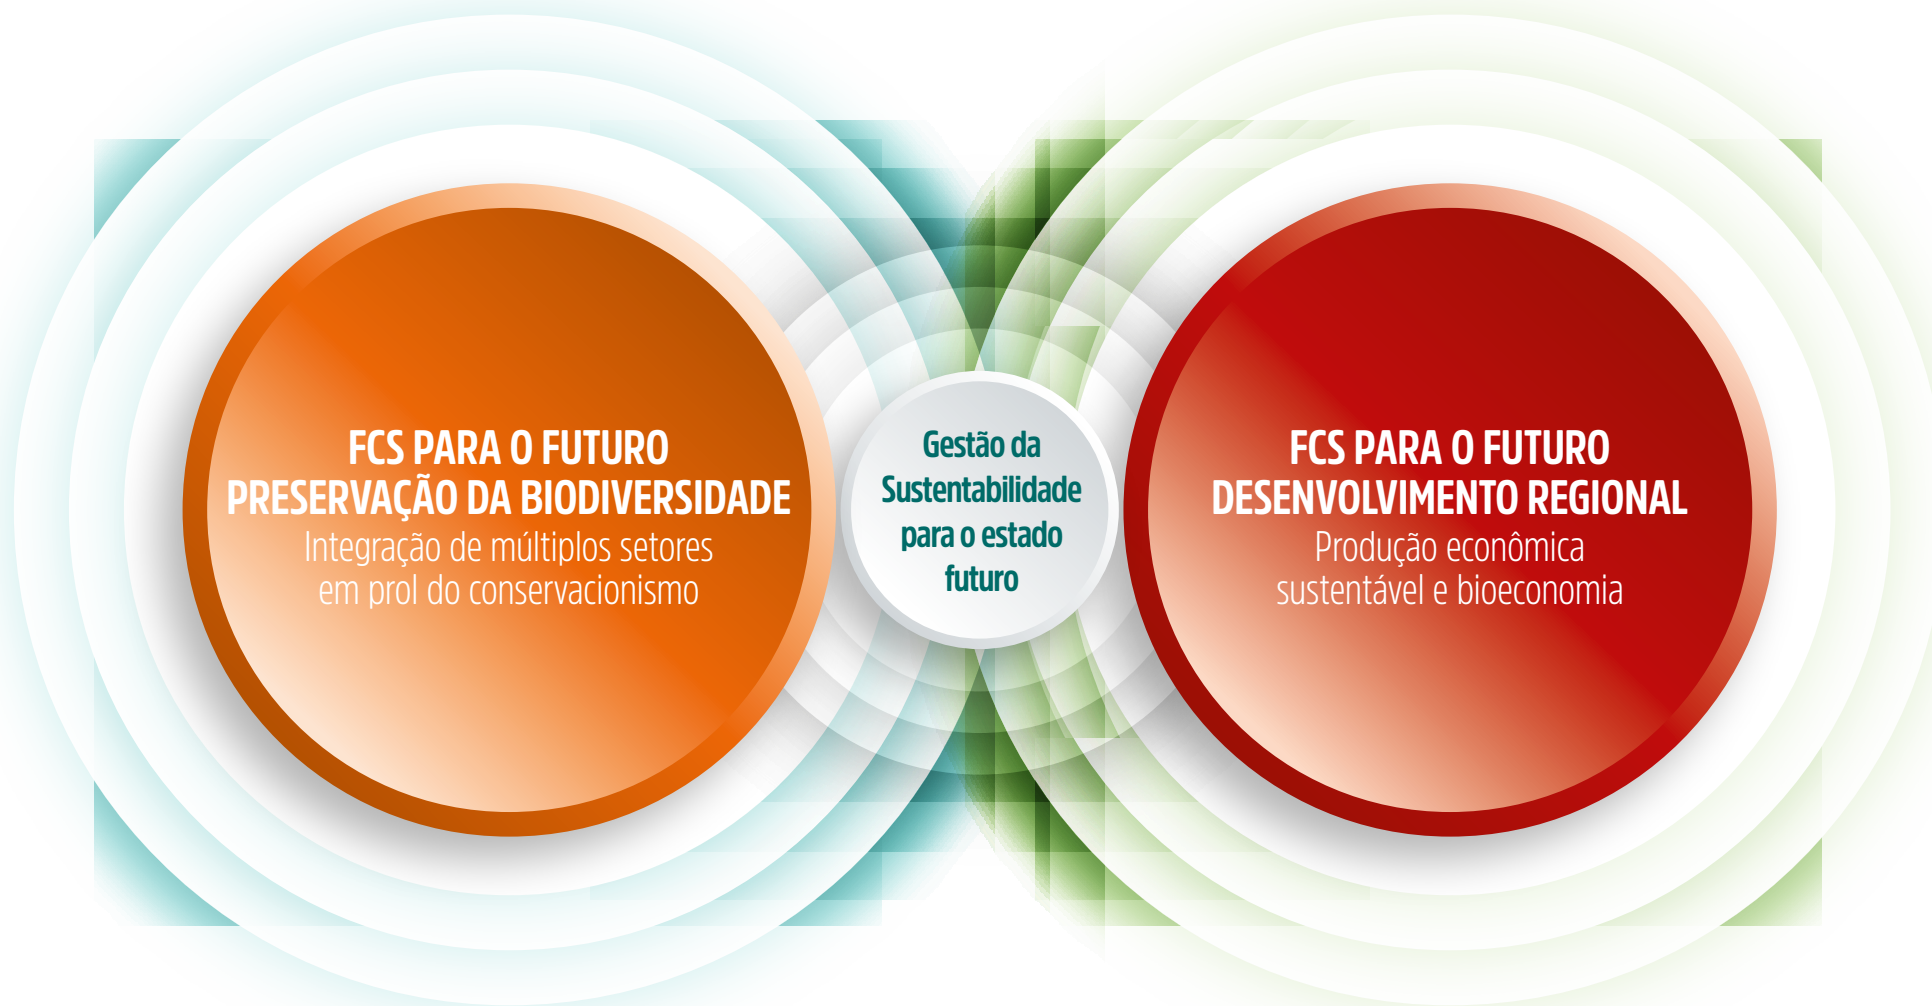 FCS PARA O FUTURO
PRESERVAÇÃO DA BIODIVERSIDADE
Integração de múltiplos setores
em prol do conservacionismo
Gestão da
Sustentabilidade
para o estado
futuro
FCS PARA O FUTURO
DESENVOLVIMENTO REGIONAL
Produção econômica
sustentável e bioeconomia